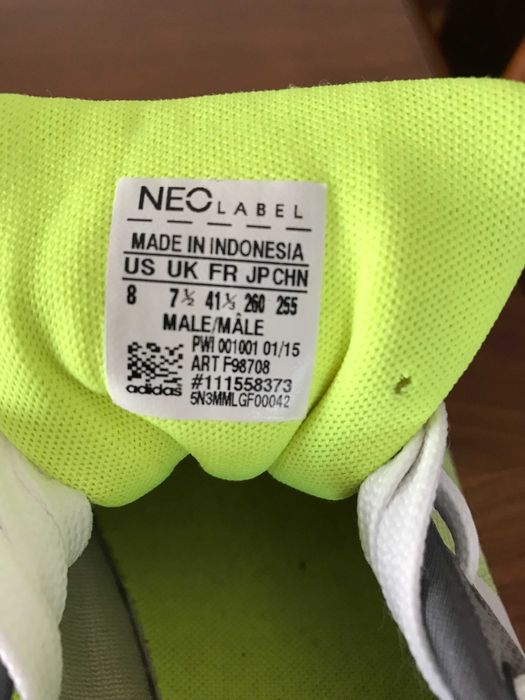 NEO LABEL
MADE IN INDONESIA
US UK FR JP CHN
8 7½ 41⅓ 260 255
MALE/MÂLE
PWI 001001 01/15
ART F98708
#111558373
adidas 5N3MMLGF00042